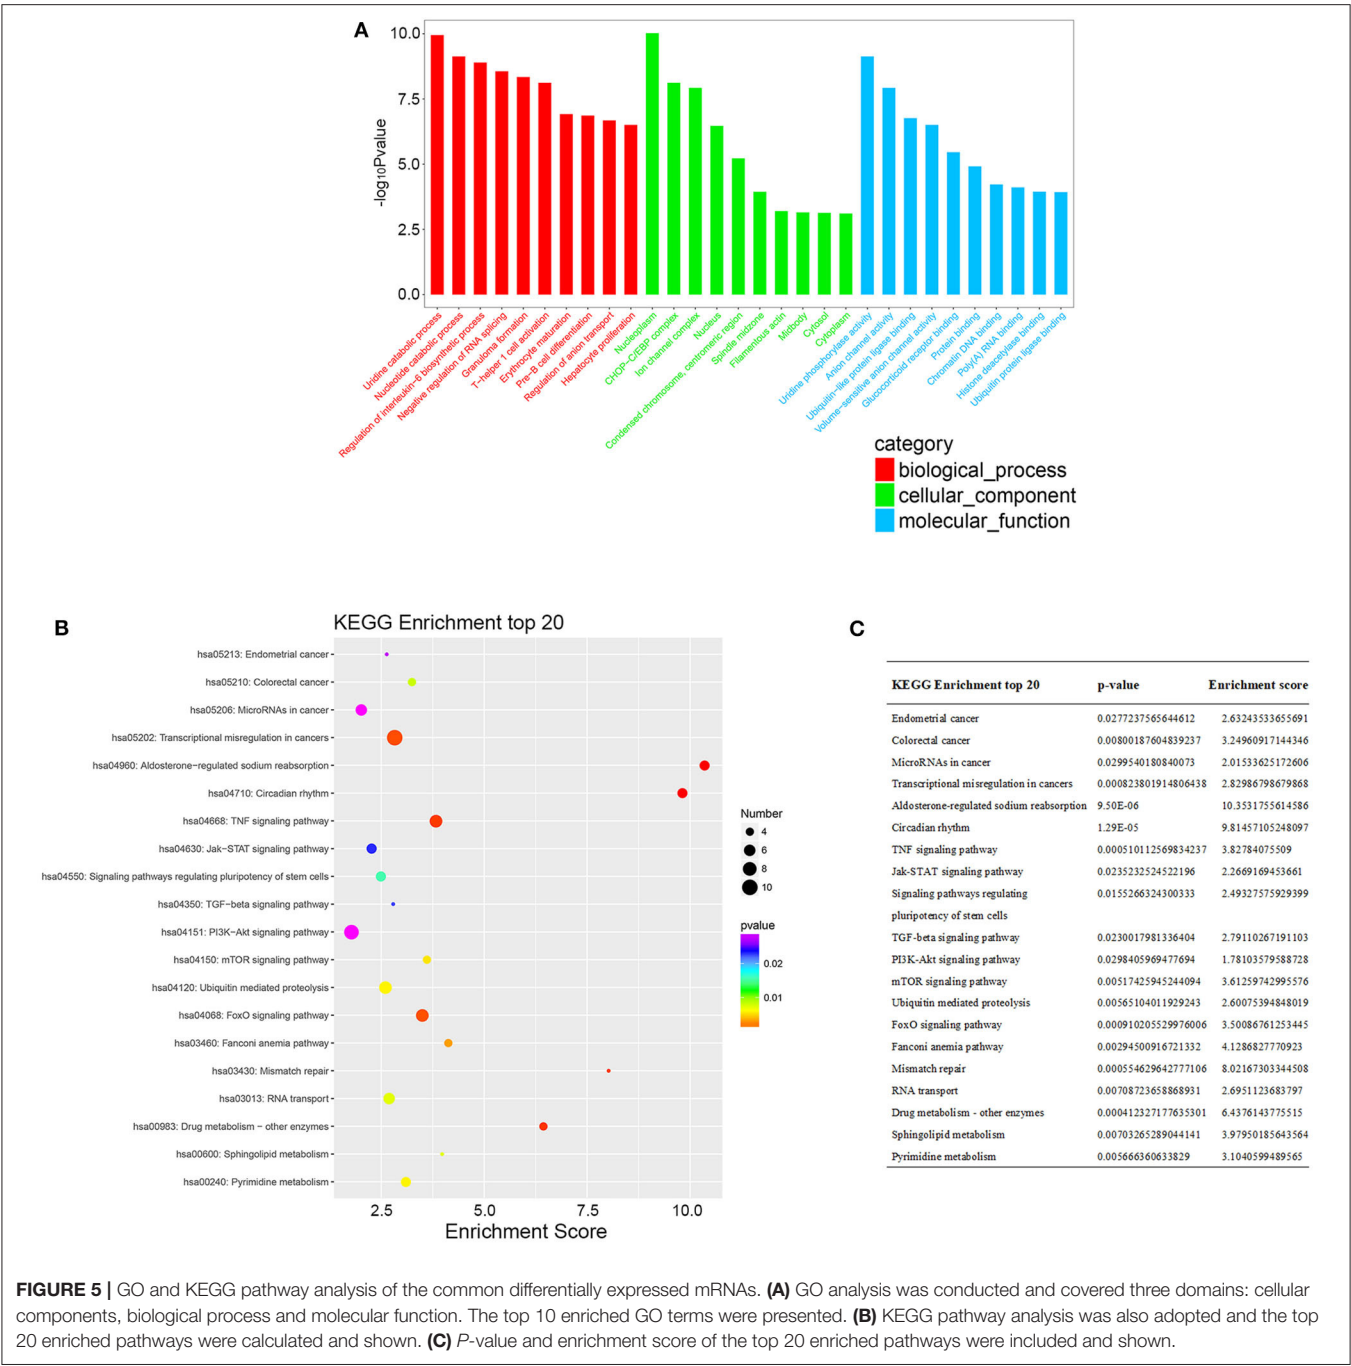 A
10.0
7.5
5.0
2.5
0.0
-log10Pvalue
Uridine catabolic process
Nucleotide catabolic process
Regulation of interleukin-6 biosynthetic process
Negative regulation of RNA splicing
Granuloma formation
T-helper 1 cell activation
Erythrocyte maturation
Pre-B cell differentiation
Regulation of anion transport
Hepatocyte proliferation
Nucleoplasm
CHOP-C/EBP complex
Ion channel complex
Nucleus
Condensed chromosome, centromeric region
Spindle midzone
Filamentous actin
Midbody
Cytosol
Cytoplasm
Uridine phosphorylase activity
Anion channel activity
Ubiquitin-like protein ligase binding
Volume-sensitive anion channel activity
Glucocorticoid receptor binding
Protein binding
Chromatin DNA binding
Poly(A) RNA binding
Histone deacetylase binding
Ubiquitin protein ligase binding
category
biological_process
cellular_component
molecular_function
B
KEGG Enrichment top 20
hsa05213: Endometrial cancer
hsa05210: Colorectal cancer
hsa05206: MicroRNAs in cancer
hsa05202: Transcriptional misregulation in cancers
hsa04960: Aldosterone-regulated sodium reabsorption
hsa04710: Circadian rhythm
hsa04668: TNF signaling pathway
hsa04630: Jak-STAT signaling pathway
hsa04550: Signaling pathways regulating pluripotency of stem cells
hsa04350: TGF-beta signaling pathway
hsa04151: PI3K-Akt signaling pathway
hsa04150: mTOR signaling pathway
hsa04120: Ubiquitin mediated proteolysis
hsa04068: FoxO signaling pathway
hsa03460: Fanconi anemia pathway
hsa03430: Mismatch repair
hsa03013: RNA transport
hsa00983: Drug metabolism - other enzymes
hsa00600: Sphingolipid metabolism
hsa00240: Pyrimidine metabolism
2.5 5.0 7.5 10.0
Enrichment Score
Number
4
6
8
10
pvalue
0.02
0.01
C
KEGG Enrichment top 20 p-value Enrichment score
Endometrial cancer 0.0277237565644612 2.63243533655691
Colorectal cancer 0.00800187604839237 3.24960917144346
MicroRNAs in cancer 0.0299540180840073 2.01533625172606
Transcriptional misregulation in cancers 0.000823801914806438 2.82986798679868
Aldosterone-regulated sodium reabsorption 9.50E-06 10.3531755614586
Circadian rhythm 1.29E-05 9.81457105248097
TNF signaling pathway 0.000510112569834237 3.82784075509
Jak-STAT signaling pathway 0.0235232524522196 2.2669169453661
Signaling pathways regulating 0.0155266324300333 2.49327575929399
pluripotency of stem cells
TGF-beta signaling pathway 0.0230017981336404 2.79110267191103
PI3K-Akt signaling pathway 0.0298405969477694 1.78103579588728
mTOR signaling pathway 0.00517425945244094 3.61259742995576
Ubiquitin mediated proteolysis 0.00565104011929243 2.60075394848019
FoxO signaling pathway 0.000910205529976006 3.50086761253445
Fanconi anemia pathway 0.00294500916721332 4.1286827770923
Mismatch repair 0.000554629642777106 8.02167303344508
RNA transport 0.00708723658868931 2.6951123683797
Drug metabolism - other enzymes 0.000412327177635301 6.4376143775515
Sphingolipid metabolism 0.00703265289044141 3.97950185643564
Pyrimidine metabolism 0.005666360633829 3.1040599489565
FIGURE 5 | GO and KEGG pathway analysis of the common differentially expressed mRNAs. (A) GO analysis was conducted and covered three domains: cellular
components, biological process and molecular function. The top 10 enriched GO terms were presented. (B) KEGG pathway analysis was also adopted and the top
20 enriched pathways were calculated and shown. (C) P-value and enrichment score of the top 20 enriched pathways were included and shown.